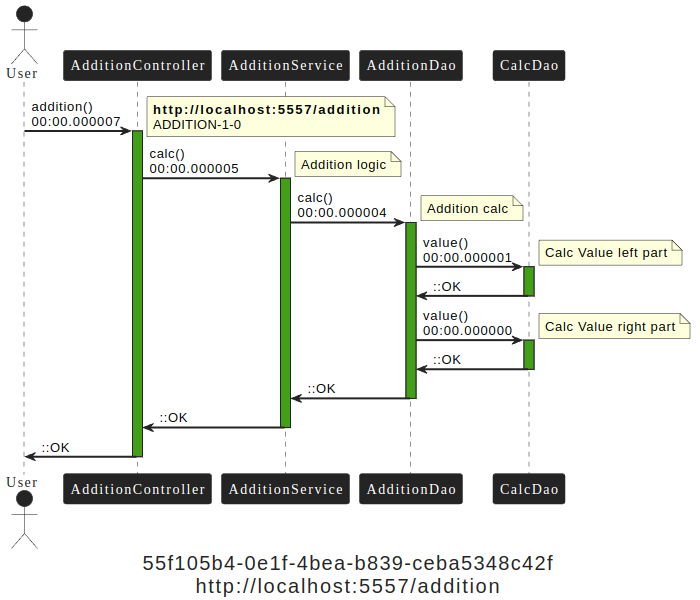 User
AdditionController
AdditionService
AdditionDao
CalcDao
addition()
00:00.000007
http://localhost:5557/addition
ADDITION-1-0
calc()
00:00.000005
Addition logic
calc()
00:00.000004
Addition calc
value()
00:00.000001
Calc Value left part
::OK
value()
00:00.000000
Calc Value right part
::OK
::OK
::OK
::OK
User
AdditionController
AdditionService
AdditionDao
CalcDao
55f105b4-0e1f-4bea-b839-ceba5348c42f
http://localhost:5557/addition